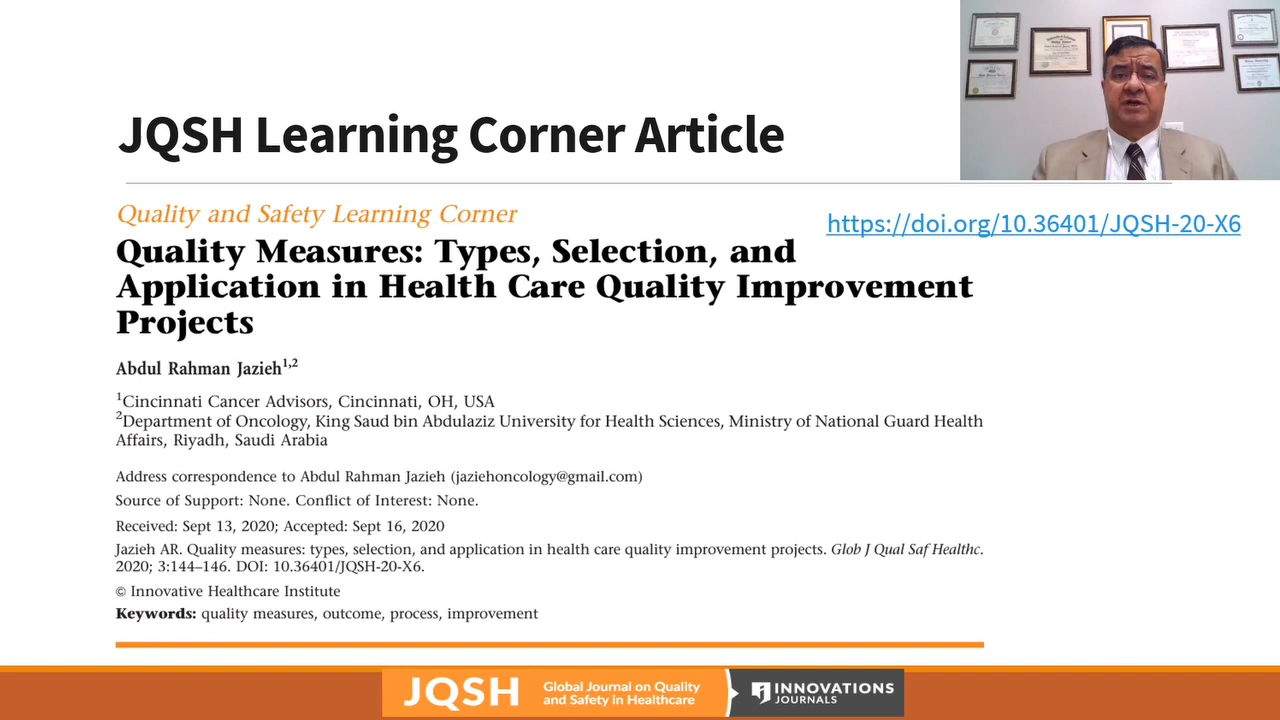 JQSH Learning Corner Article
Quality and Safety Learning Corner
https://doi.org/10.36401/JQSH-20-X6
Quality Measures: Types, Selection, and
Application in Health Care Quality Improvement
Projects
Abdul Rahman Jazieh1,2
1Cincinnati Cancer Advisors, Cincinnati, OH, USA
2Department of Oncology, King Saud bin Abdulaziz University for Health Sciences, Ministry of National Guard Health
Affairs, Riyadh, Saudi Arabia
Address correspondence to Abdul Rahman Jazieh (jaziehoncology@gmail.com)
Source of Support: None. Conflict of Interest: None.
Received: Sept 13, 2020; Accepted: Sept 16, 2020
Jazieh AR. Quality measures: types, selection, and application in health care quality improvement projects. Glob J Qual Saf Healthc.
2020; 3:144–146. DOI: 10.36401/JQSH-20-X6.
© Innovative Healthcare Institute
Keywords: quality measures, outcome, process, improvement
JQSH
Global Journal on Quality
and Safety in Healthcare
INNOVATIONS
JOURNALS